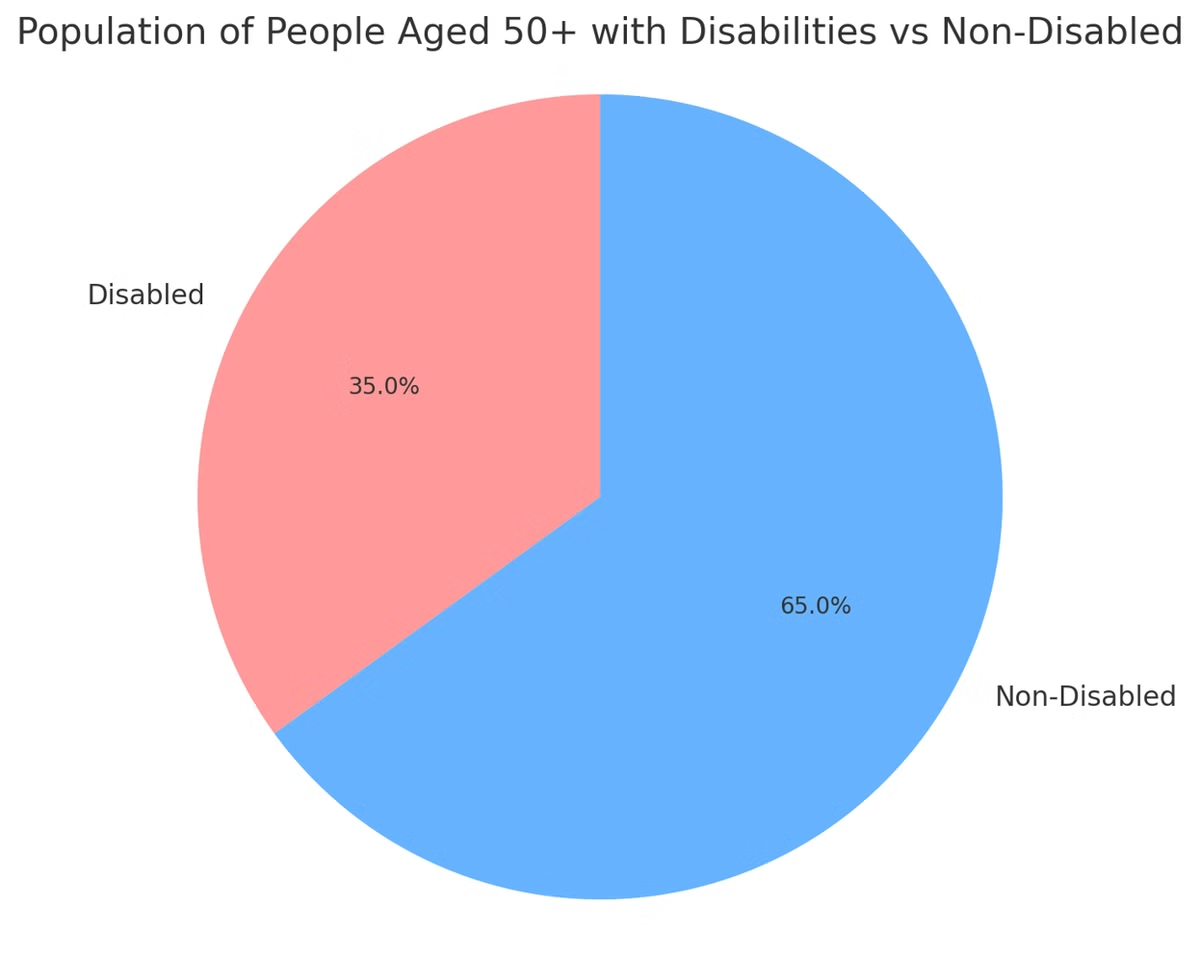 Population of People Aged 50+ with Disabilities vs Non-Disabled
Disabled
35.0%
65.0%
Non-Disabled